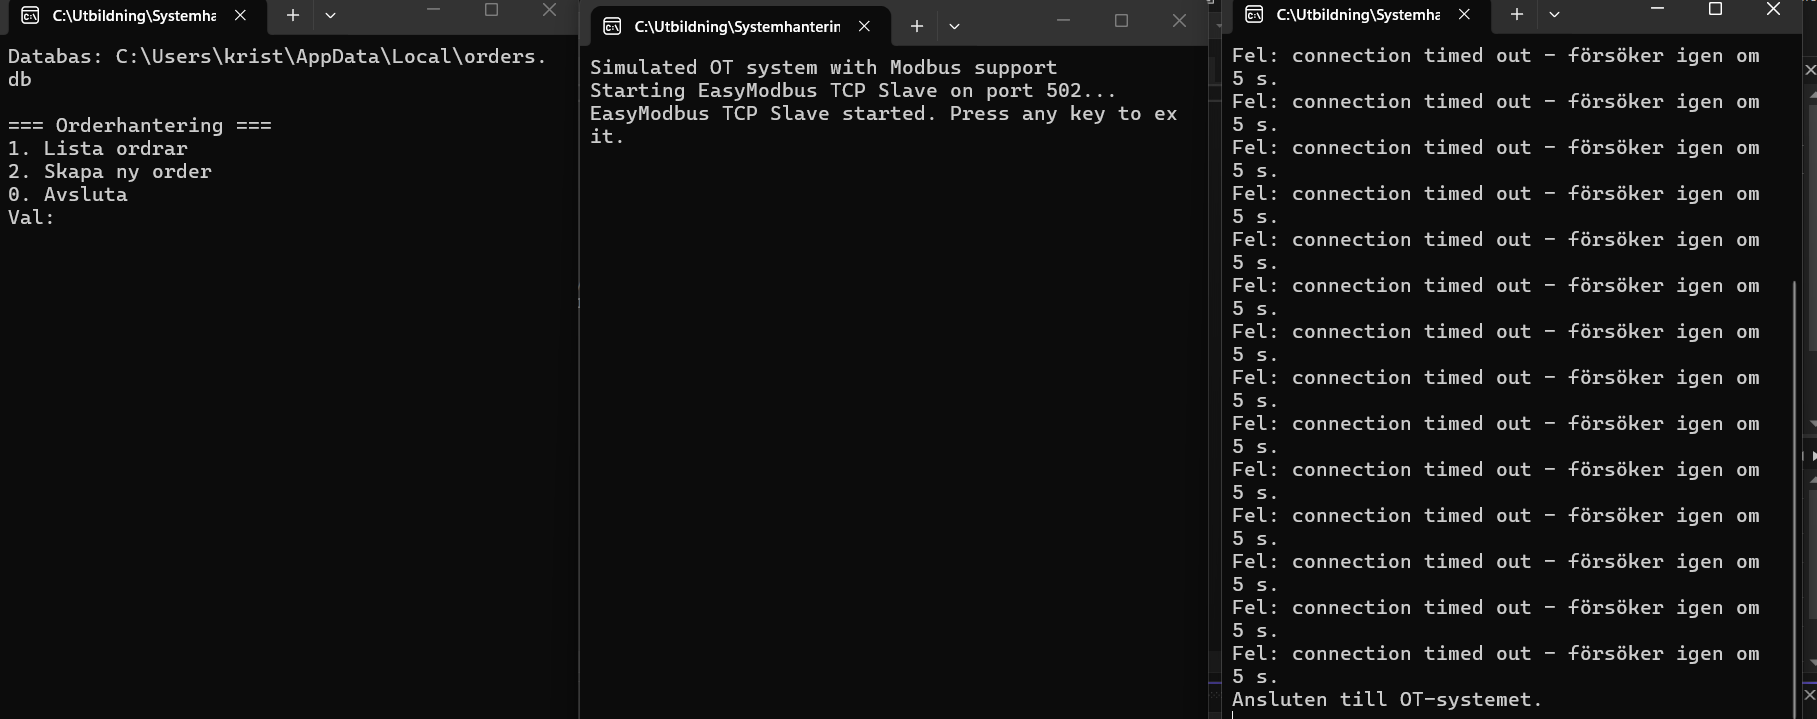 C:\Utbildning\Systemha
Databas: C:\Users\krist\AppData\Local\orders.
db
=== Orderhantering ===
1. Lista ordrar
2. Skapa ny order
0. Avsluta
Val:
C:\Utbildning\Systemhanterin
Simulated OT system with Modbus support
Starting EasyModbus TCP Slave on port 502...
EasyModbus TCP Slave started. Press any key to ex
it.
C:\Utbildning\Systemha
Fel: connection timed out - försöker igen om
5 s.
Fel: connection timed out - försöker igen om
5 s.
Fel: connection timed out - försöker igen om
5 s.
Fel: connection timed out - försöker igen om
5 s.
Fel: connection timed out - försöker igen om
5 s.
Fel: connection timed out - försöker igen om
5 s.
Fel: connection timed out - försöker igen om
5 s.
Fel: connection timed out - försöker igen om
5 s.
Fel: connection timed out - försöker igen om
5 s.
Fel: connection timed out - försöker igen om
5 s.
Fel: connection timed out - försöker igen om
5 s.
Fel: connection timed out - försöker igen om
5 s.
Fel: connection timed out - försöker igen om
5 s.
Fel: connection timed out - försöker igen om
5 s.
Ansluten till OT-systemet.